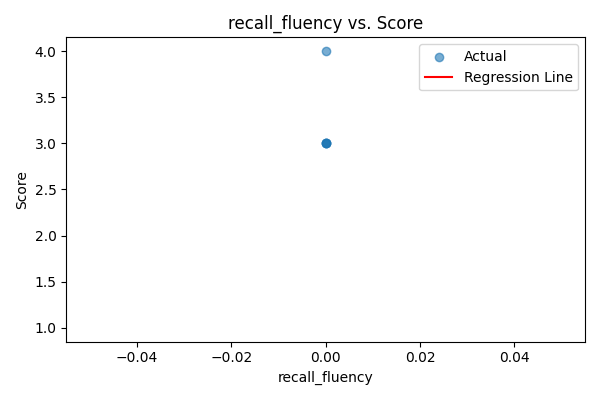 recall_fluency vs. Score
4.0
3.5
3.0
2.5
2.0
1.5
1.0
Score
Actual
Regression Line
−0.04
−0.02
0.00
0.02
0.04
recall_fluency